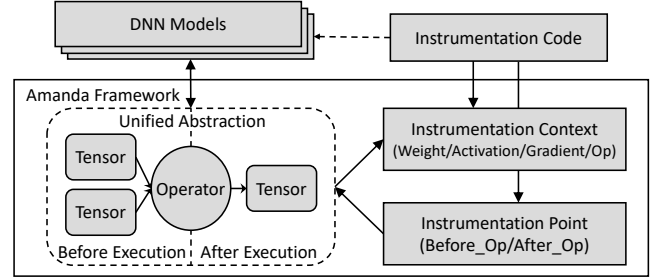 DNN Models
Instrumentation Code
Amanda Framework
Unified Abstraction
Tensor
Tensor
Operator
Tensor
Before Execution
After Execution
Instrumentation Context
(Weight/Activation/Gradient/Op)
Instrumentation Point
(Before_Op/After_Op)